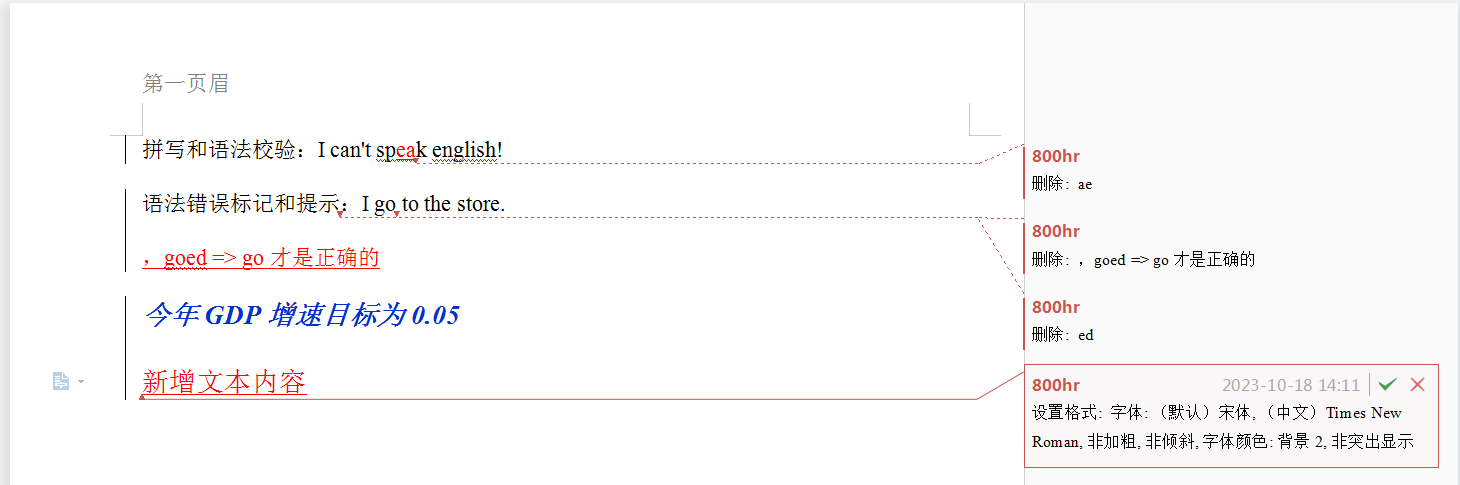 第一页眉
拼写和语法校验：I can't speak english!
800hr
删除：ae
语法错误标记和提示：I go to the store.
800hr
删除：，goed => go 才是正确的
，goed => go 才是正确的
800hr
删除：ed
今年 GDP 增速目标为 0.05
新增文本内容
800hr 2023-10-18 14:11
设置格式：字体：（默认）宋体,（中文）Times New
Roman, 非加粗, 非倾斜, 字体颜色：背景 2, 非突出显示